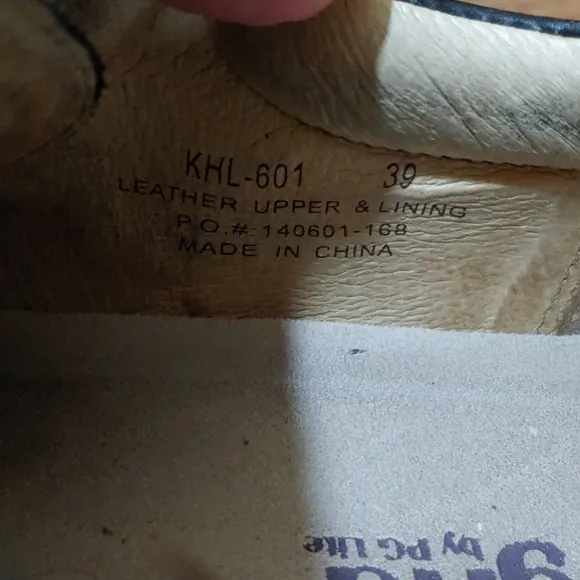 KHL-601 39
LEATHER UPPER & LINING
P.O.#:140601-168
MADE IN CHINA
by PG Lite